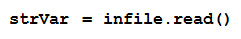 strVar = infile.read()